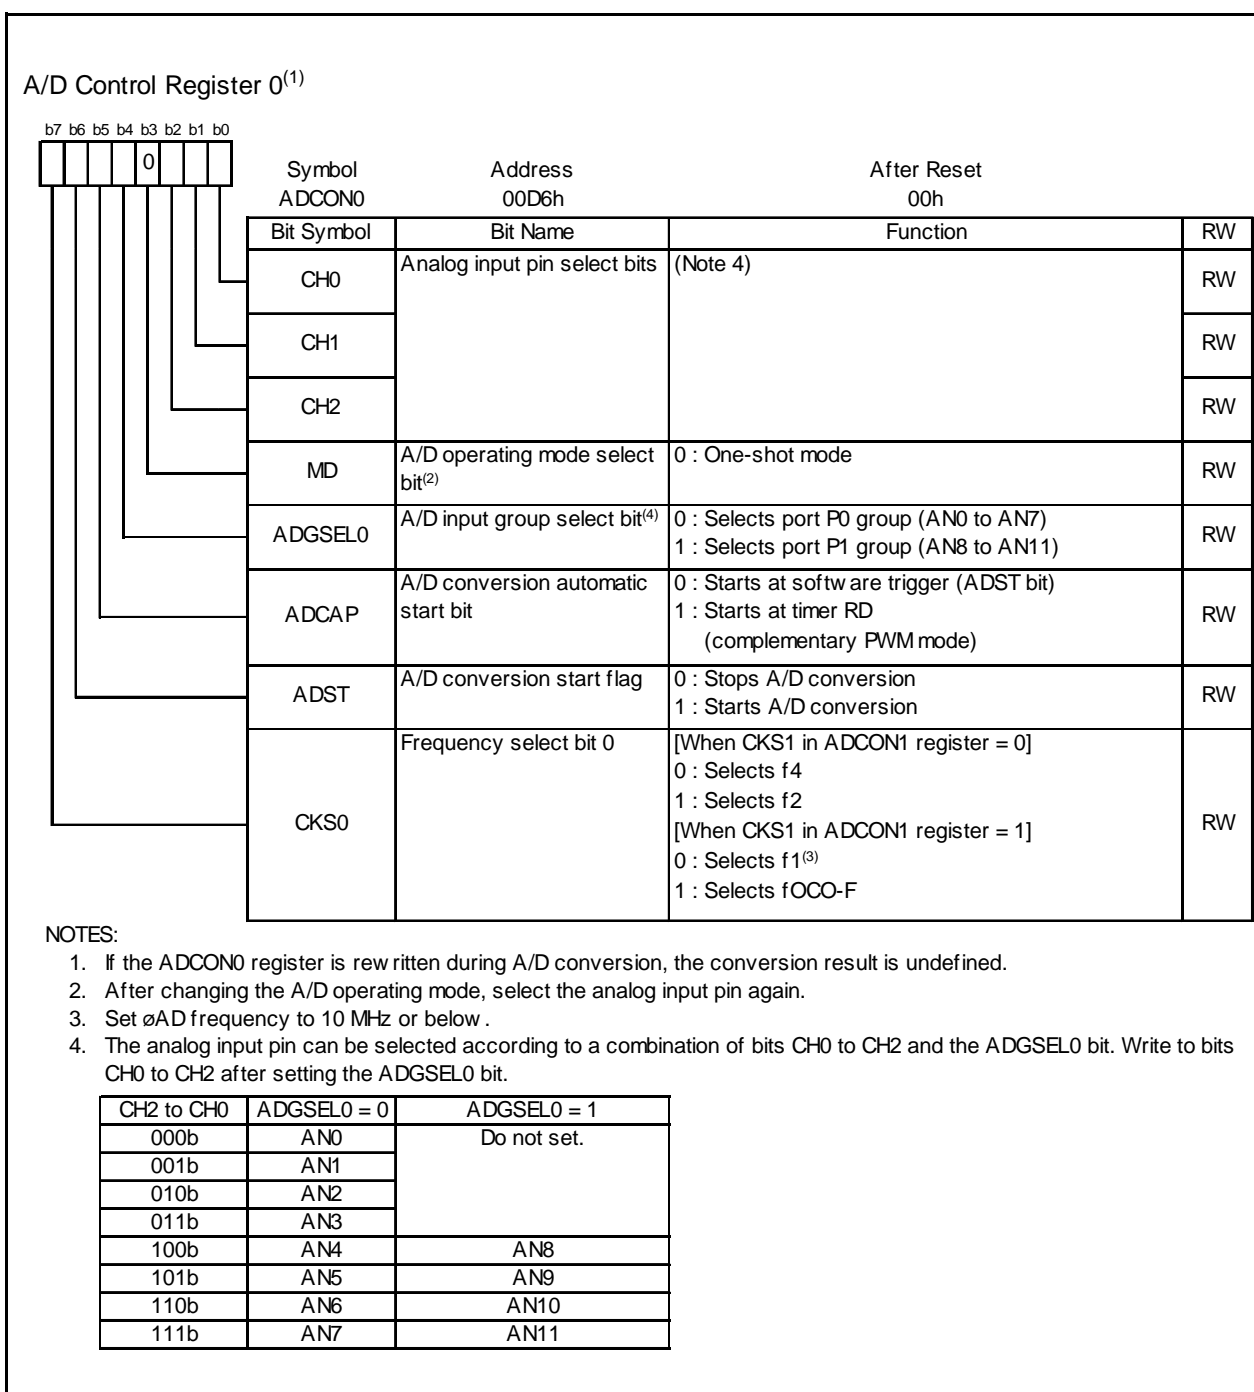 A/D Control Register 0(1)
b7 b6 b5 b4 b3 b2 b1 b0
0
Symbol Address After Reset
ADCON0 00D6h 00h
Bit Symbol Bit Name Function RW
CH0 Analog input pin select bits (Note 4) RW
CH1 RW
CH2 RW
MD A/D operating mode select bit(2) 0 : One-shot mode RW
ADGSEL0 A/D input group select bit(4) 0 : Selects port P0 group (AN0 to AN7)
1 : Selects port P1 group (AN8 to AN11) RW
ADCAP A/D conversion automatic start bit 0 : Starts at software trigger (ADST bit)
1 : Starts at timer RD
(complementary PWM mode) RW
ADST A/D conversion start flag 0 : Stops A/D conversion
1 : Starts A/D conversion RW
CKS0 Frequency select bit 0 [When CKS1 in ADCON1 register = 0]
0 : Selects f4
1 : Selects f2
[When CKS1 in ADCON1 register = 1]
0 : Selects f1(3)
1 : Selects fOCO-F RW
NOTES:
1. If the ADCON0 register is rewritten during A/D conversion, the conversion result is undefined.
2. After changing the A/D operating mode, select the analog input pin again.
3. Set øAD frequency to 10 MHz or below.
4. The analog input pin can be selected according to a combination of bits CH0 to CH2 and the ADGSEL0 bit. Write to bits
CH0 to CH2 after setting the ADGSEL0 bit.
CH2 to CH0 ADGSEL0 = 0 ADGSEL0 = 1
000b AN0 Do not set.
001b AN1
010b AN2
011b AN3
100b AN4 AN8
101b AN5 AN9
110b AN6 AN10
111b AN7 AN11